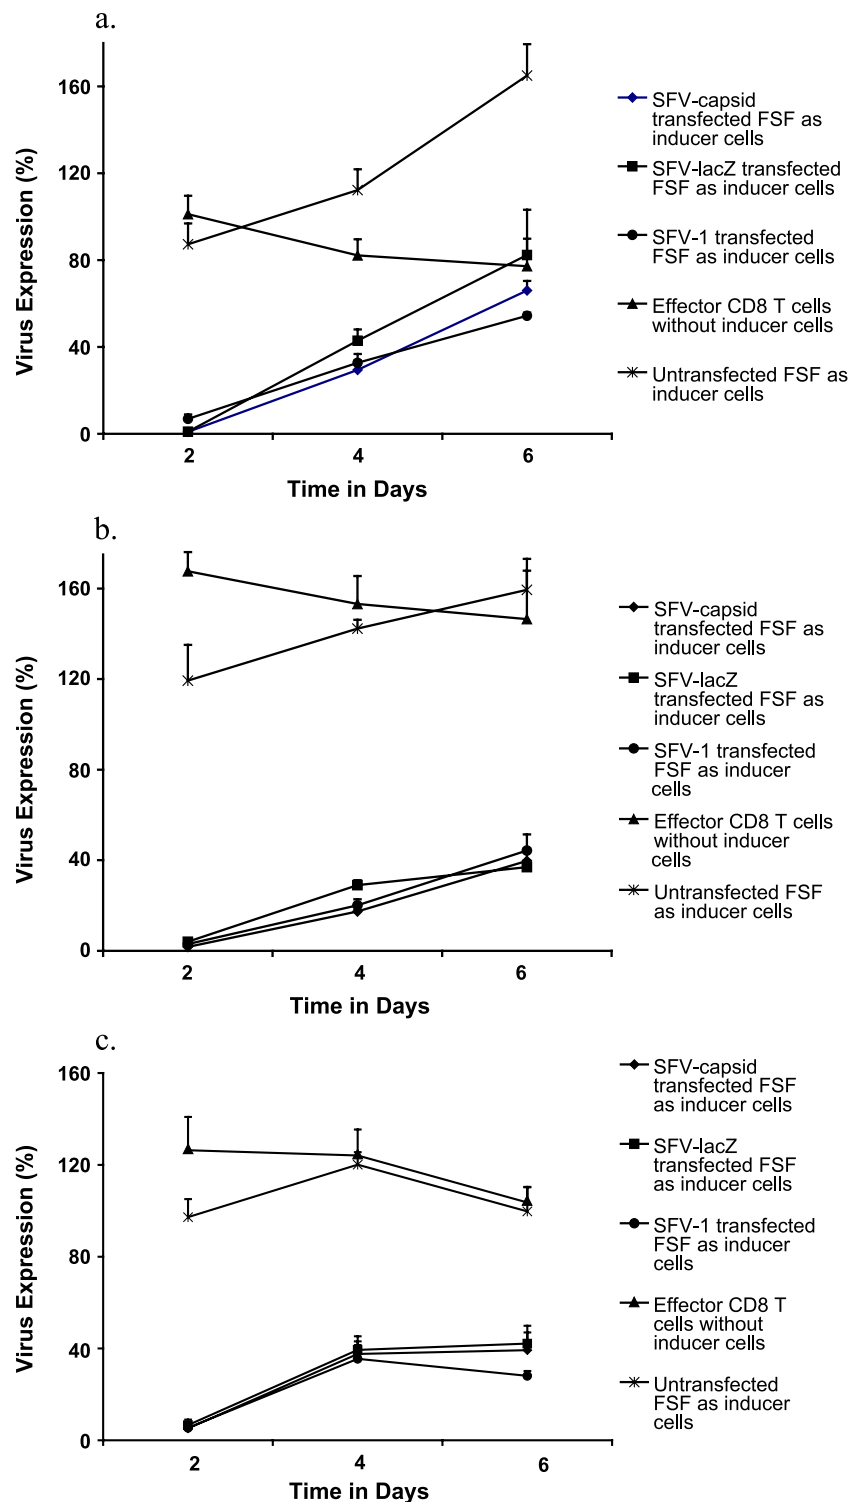 a.
Virus Expression (%)
160
120
80
40
0
2
4
6
Time in Days
SFV-capsid
transfected FSF as
inducer cells
SFV-lacZ transfected
FSF as inducer cells
SFV-1 transfected
FSF as inducer cells
Effector CD8 T cells
without inducer cells
Untransfected FSF as
inducer cells
b.
Virus Expression (%)
160
120
80
40
0
2
4
6
Time in Days
SFV-capsid
transfected FSF as
inducer cells
SFV-lacZ
transfected FSF as
inducer cells
SFV-1 transfected
FSF as inducer
cells
Effector CD8 T cells
without inducer
cells
Untransfected FSF
as inducer cells
c.
Virus Expression (%)
160
120
80
40
0
2
4
6
Time in Days
SFV-capsid
transfected FSF
as inducer cells
SFV-lacZ
transfected FSF
as inducer cells
SFV-1 transfected
FSF as inducer
cells
Effector CD8 T
cells without
inducer cells
Untransfected
FSF as inducer
cells